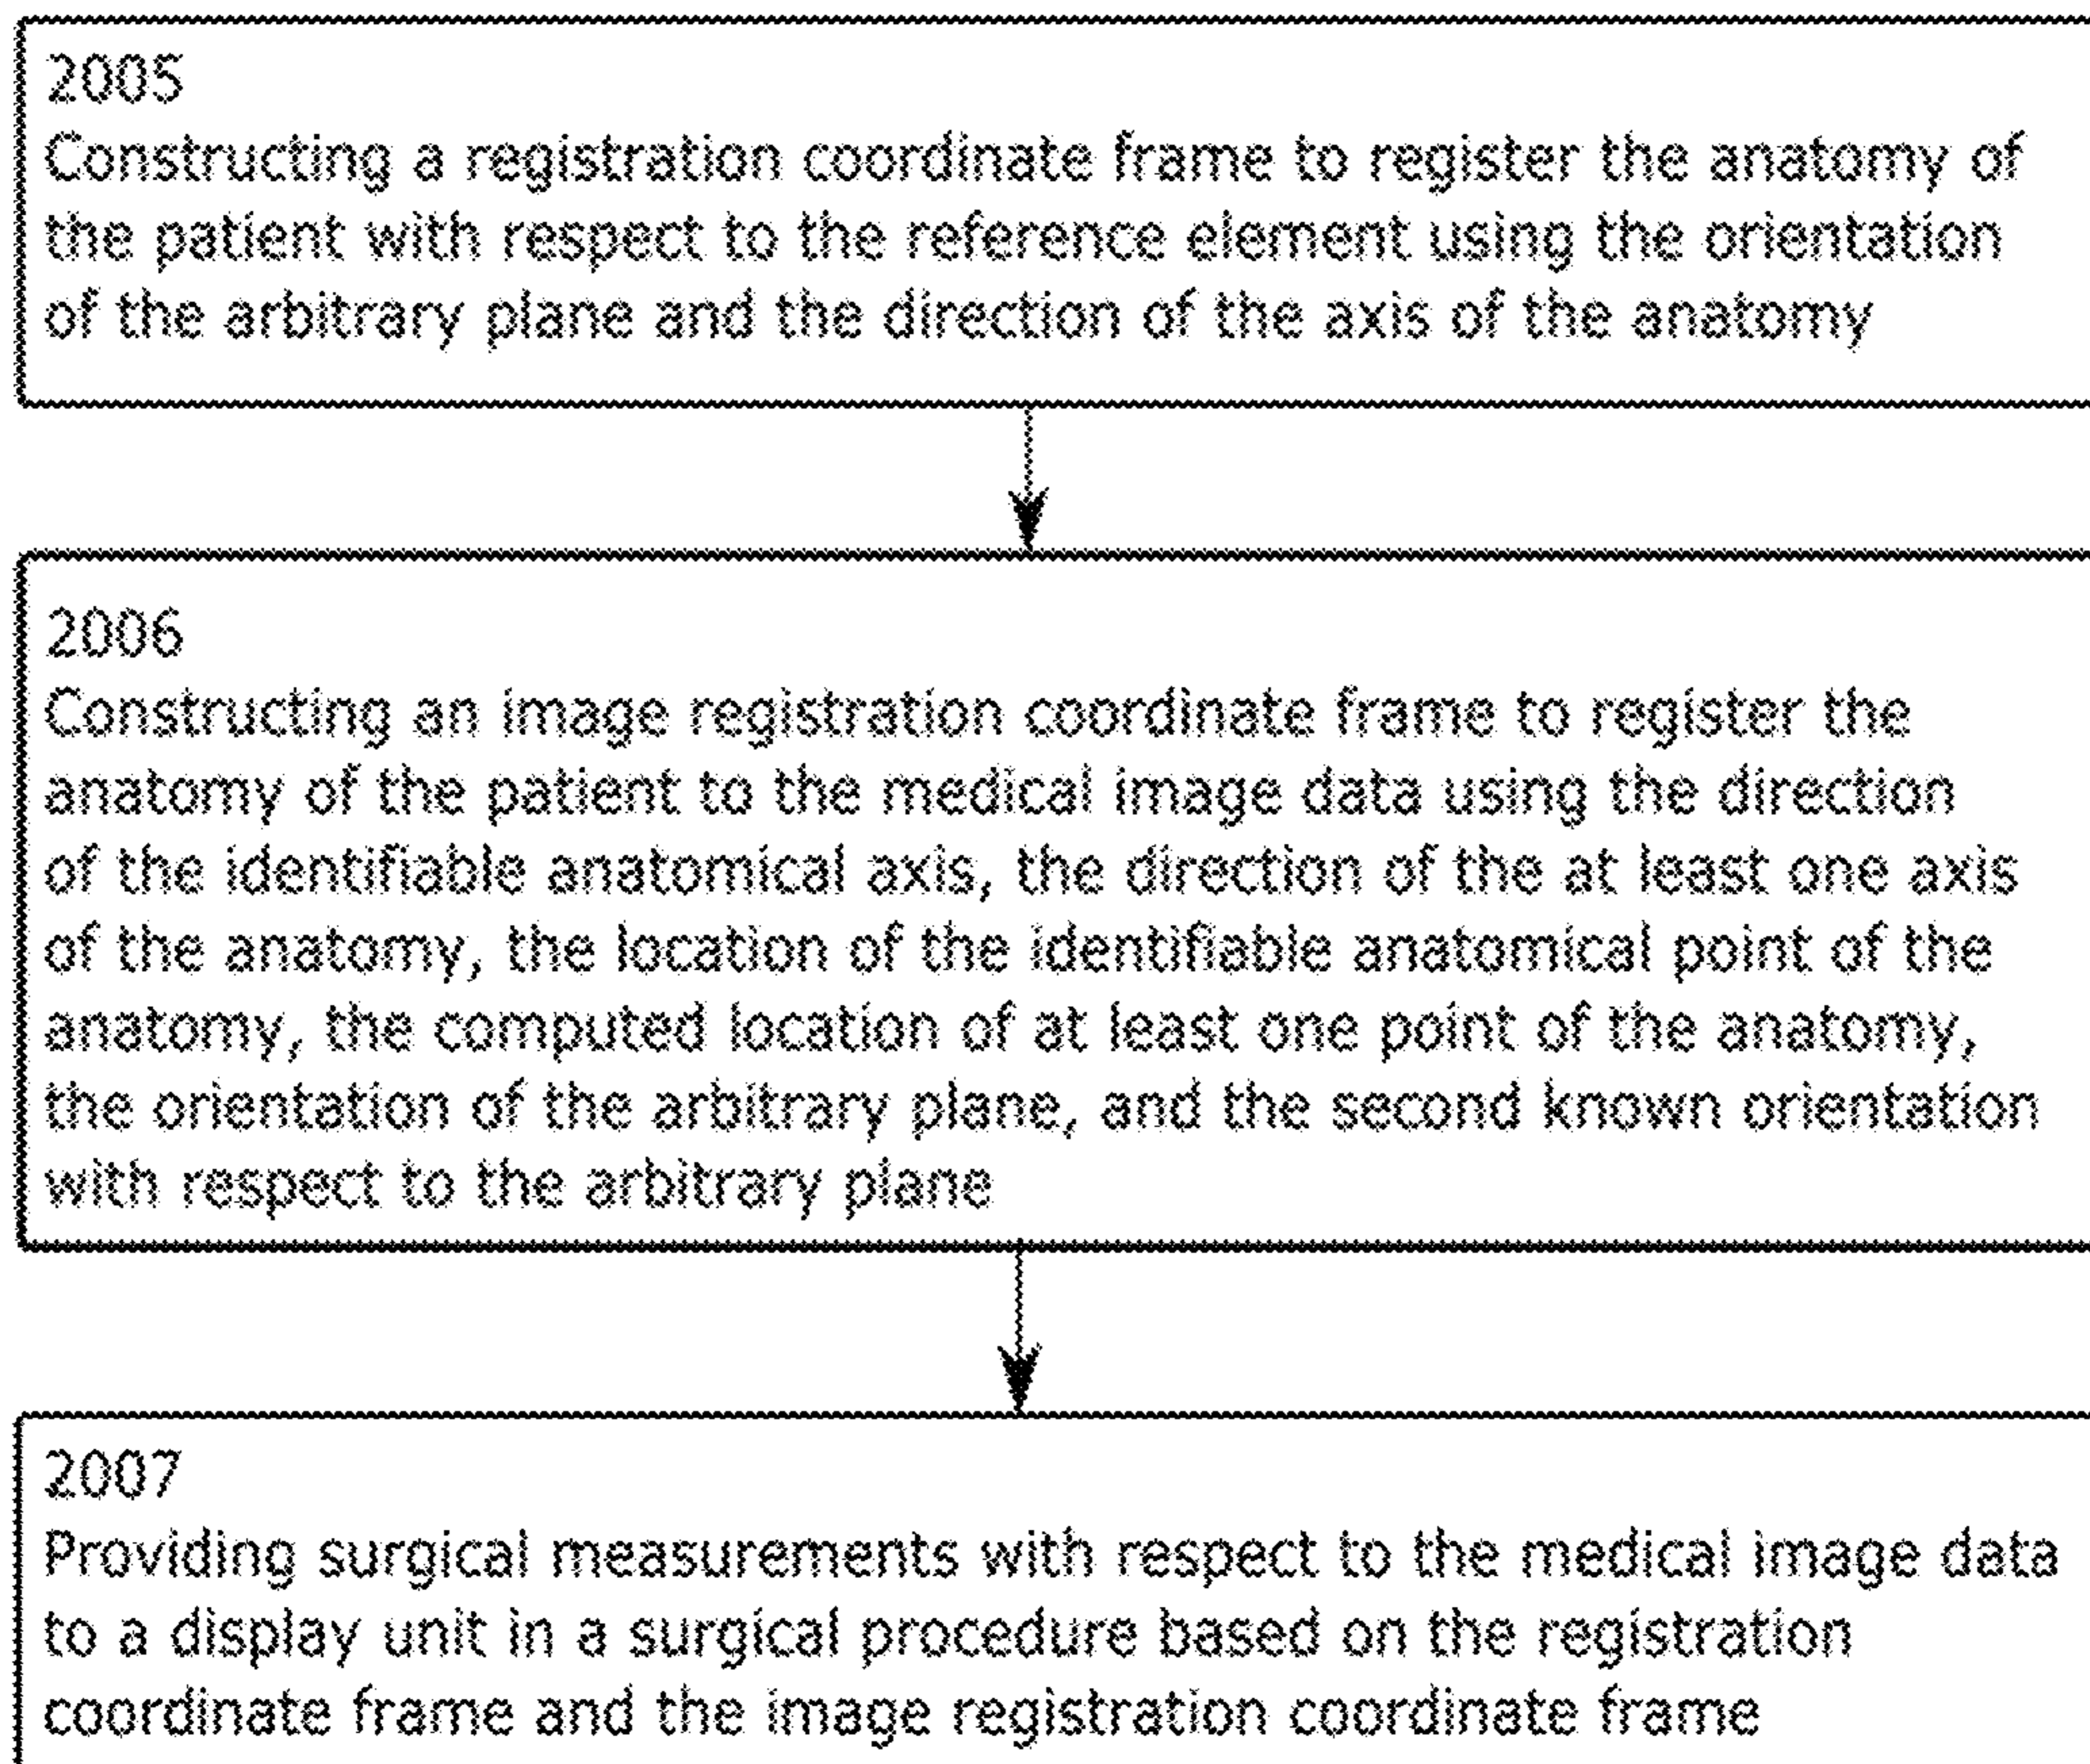 2005
Constructing a registration coordinate frame to register the anatomy of
the patient with respect to the reference element using the orientation
of the arbitrary plane and the direction of the axis of the anatomy
2006
Constructing an image registration coordinate frame to register the
anatomy of the patient to the medical image data using the direction
of the identifiable anatomical axis, the direction of the at least one axis
of the anatomy, the location of the identifiable anatomical point of the
anatomy, the computed location of at least one point of the anatomy,
the orientation of the arbitrary plane, and the second known orientation
with respect to the arbitrary plane
2007
Providing surgical measurements with respect to the medical image data
to a display unit in a surgical procedure based on the registration
coordinate frame and the image registration coordinate frame